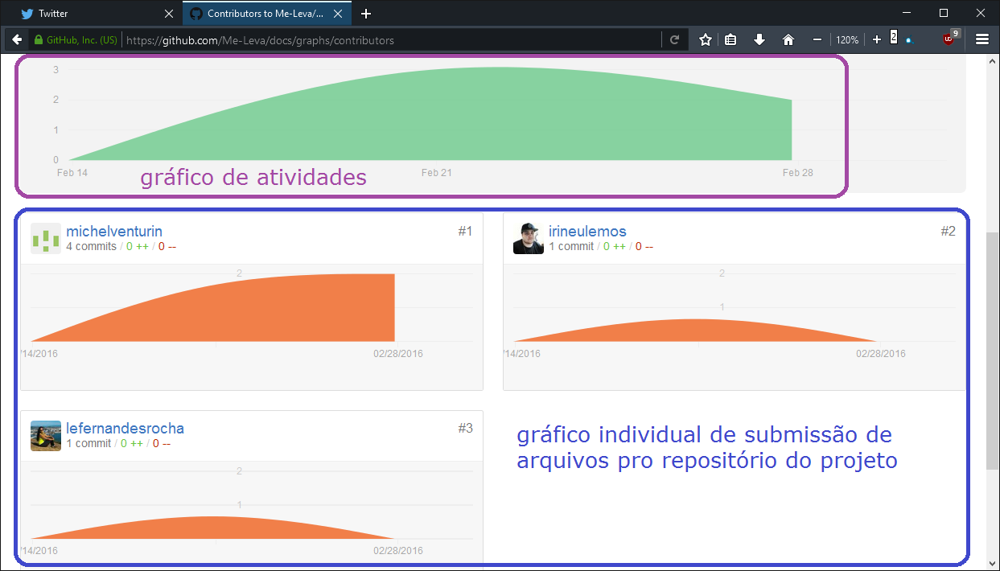 Twitter
Contributors to Me-Leva/...
GitHub, Inc. (US)
https://github.com/Me-Leva/docs/graphs/contributors
120%
2
9
3
2
1
0
Feb 14
Feb 21
Feb 28
gráfico de atividades
michelventurin
#1
4 commits / 0 ++ / 0 --
2
/14/2016
02/28/2016
irineulemos
#2
1 commit / 0 ++ / 0 --
2
1
/14/2016
02/28/2016
lefernandesrocha
#3
1 commit / 0 ++ / 0 --
2
1
/14/2016
02/28/2016
gráfico individual de submissão de
arquivos pro repositório do projeto